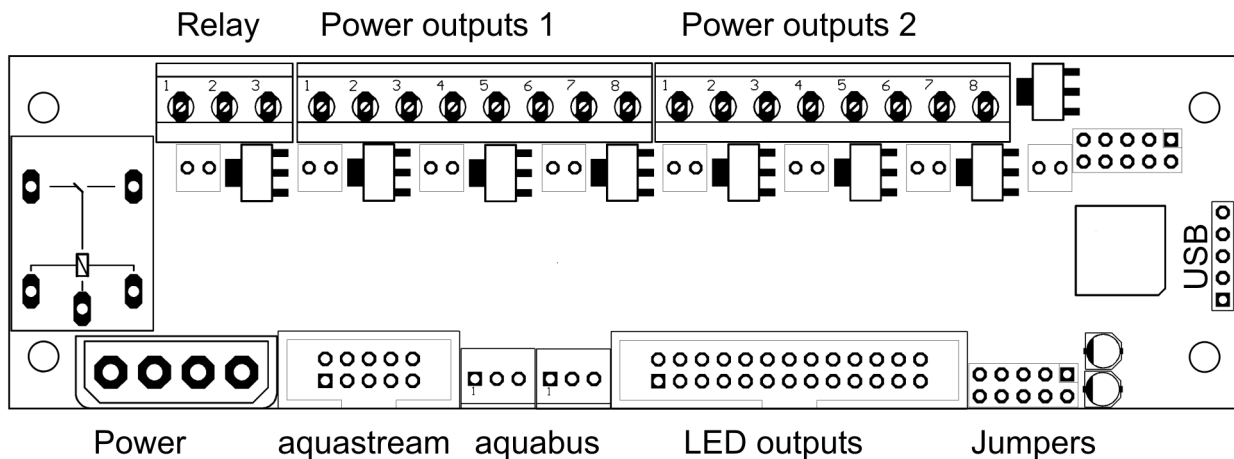 Relay Power outputs 1 Power outputs 2
1 2 3 1 2 3 4 5 6 7 8 1 2 3 4 5 6 7 8
USB
1 1
Power aquastream aquabus LED outputs Jumpers